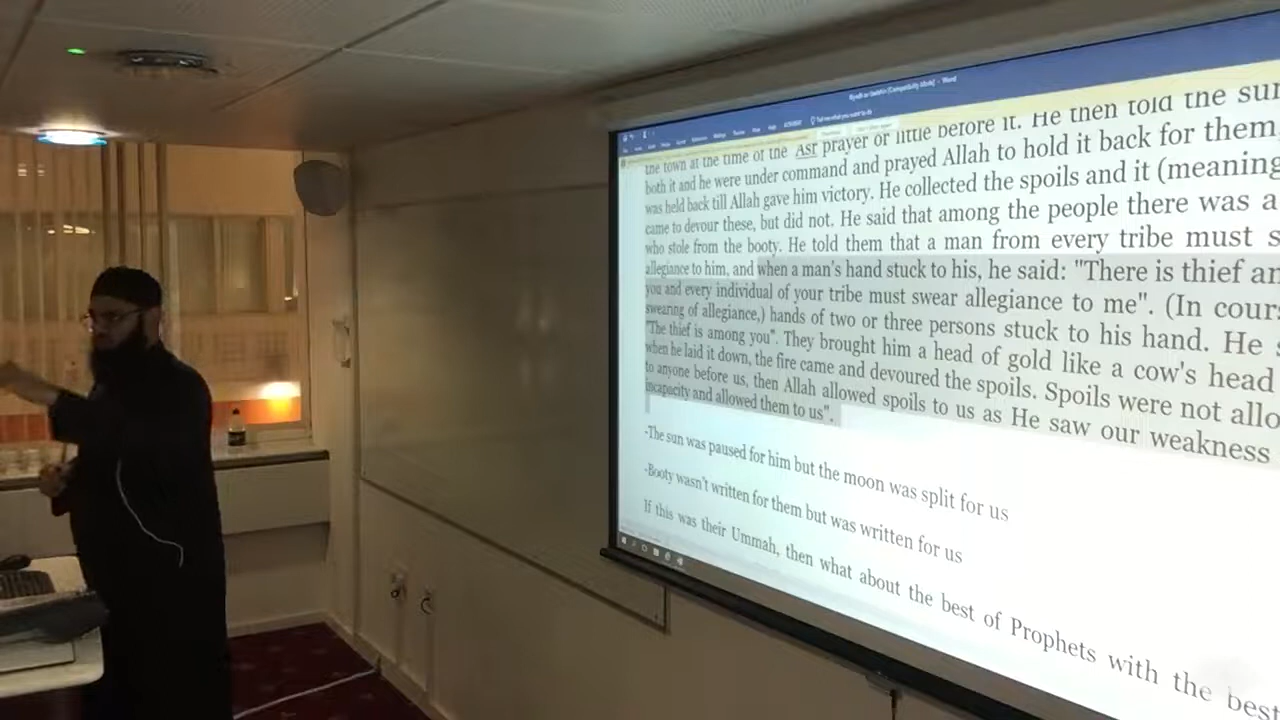 the town at the time of the Asr prayer or little before it. He then told the sun
both it and he were under command and prayed Allah to hold it back for them,
was held back till Allah gave him victory. He collected the spoils and it (meaning
came to devour these, but did not. He said that among the people there was a
who stole from the booty. He told them that a man from every tribe must s
allegiance to him, and when a man's hand stuck to his, he said: "There is thief an
you and every individual of your tribe must swear allegiance to me". (In cour
swearing of allegiance,) hands of two or three persons stuck to his hand. He s
"The thief is among you". They brought him a head of gold like a cow's head
when he laid it down, the fire came and devoured the spoils. Spoils were not allo
to anyone before us, then Allah allowed spoils to us as He saw our weakness
incapacity and allowed them to us".
-The sun was paused for him but the moon was split for us
-Booty wasn't written for them but was written for us
If this was their Ummah, then what about the best of Prophets with the best